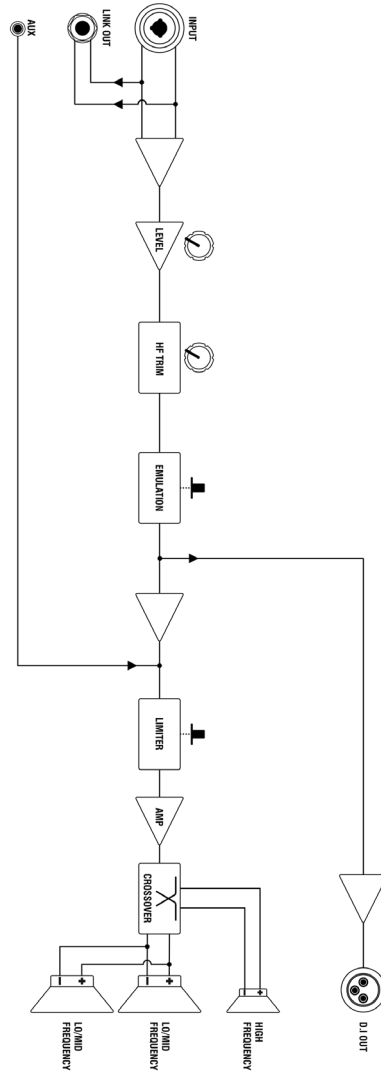 INPUT
LINK OUT
AUX
LEVEL
HF TRIM
EMULATION
LIMITER
AMP
CROSSOVER
+
−
+
−
+
−
HIGH
FREQUENCY
LO/MID
FREQUENCY
LO/MID
FREQUENCY
D.I OUT